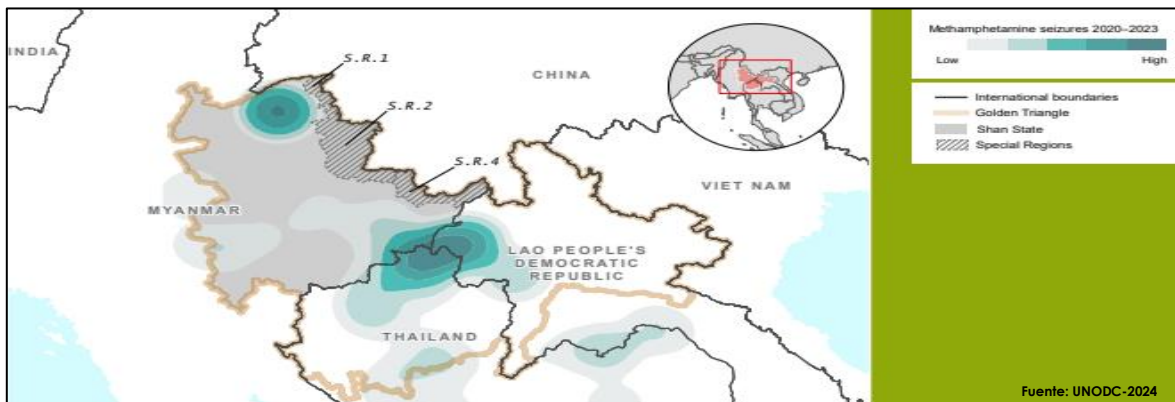 INDIA
S.R.1
S.R.2
CHINA
S.R.4
VIET NAM
MYANMAR
LAO PEOPLE'S
DEMOCRATIC
REPUBLIC
THAILAND
Methamphetamine seizures 2020–2023
Low High
International boundaries
Golden Triangle
Shan State
Special Regions
Fuente: UNODC-2024